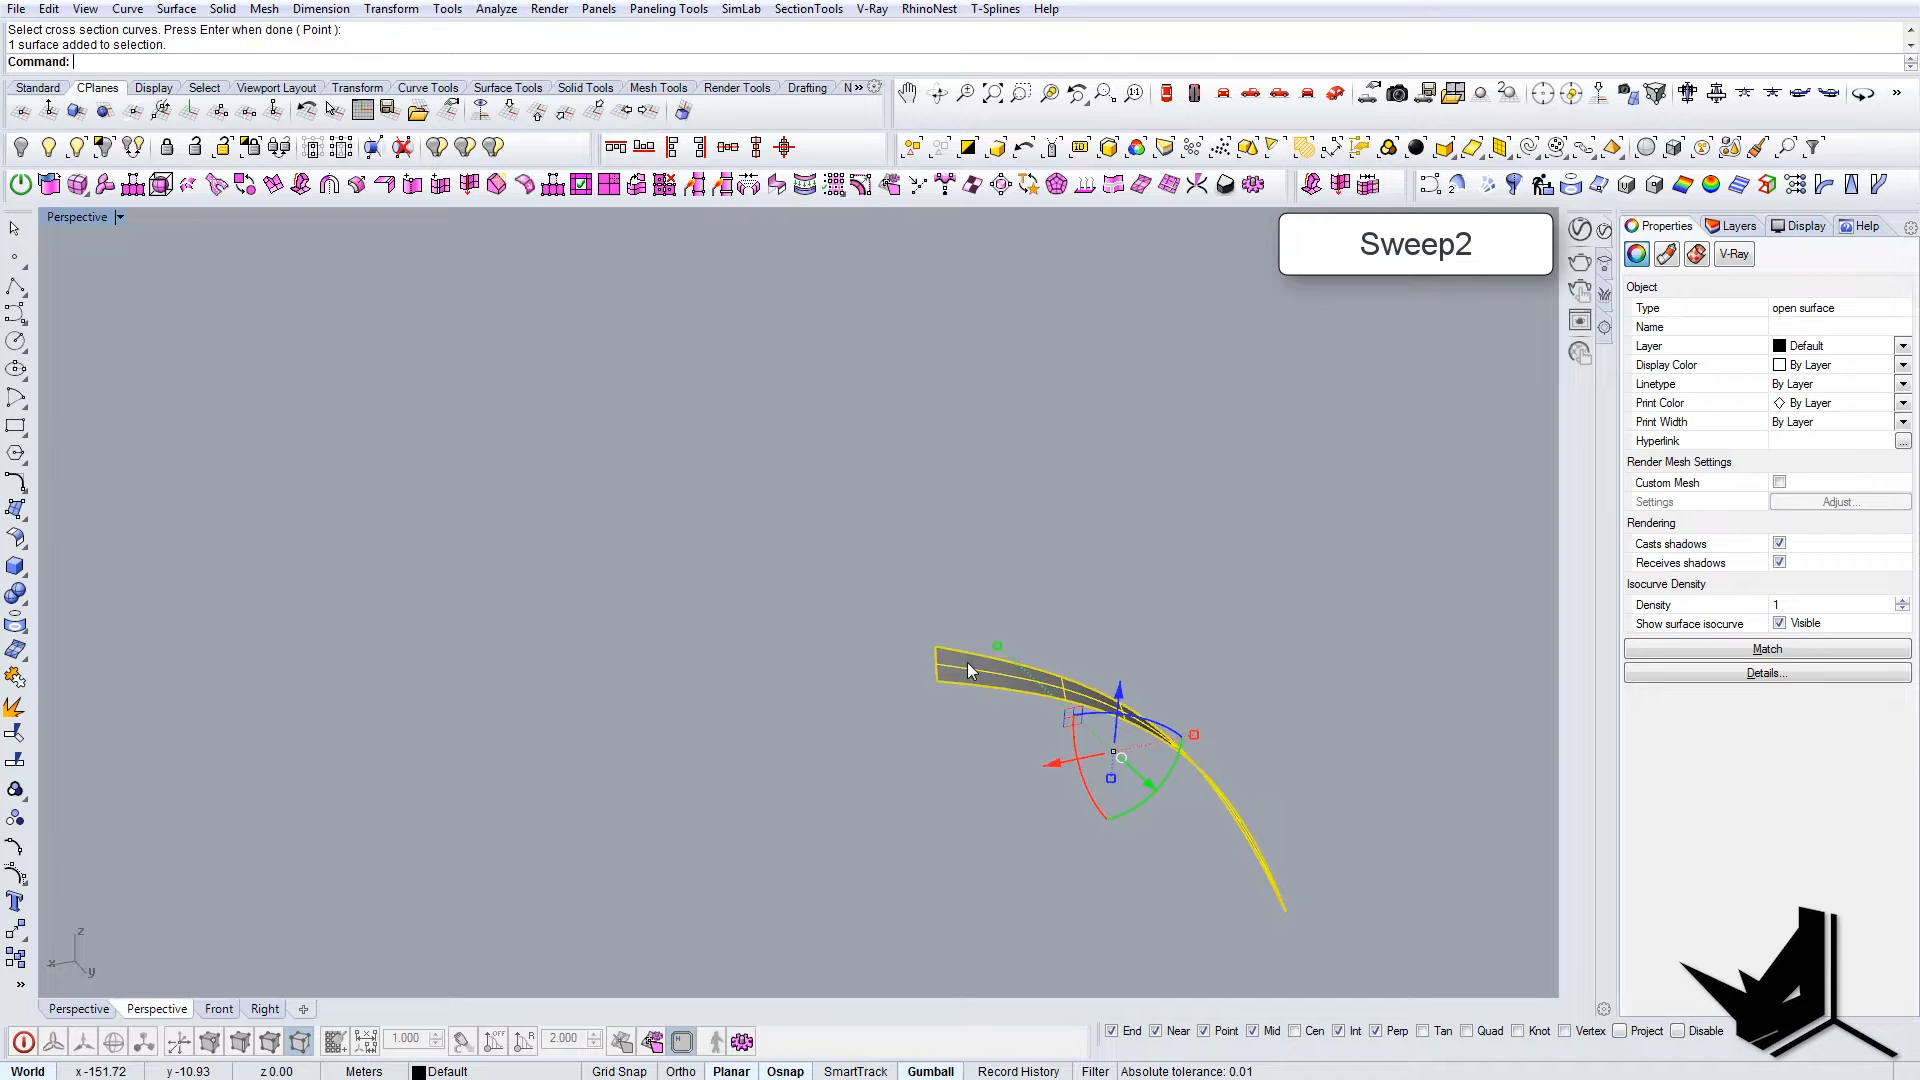 File Edit View Curve Surface Solid Mesh Dimension Transform Tools Analyze Render Panels Paneling Tools SimLab SectionTools V-Ray RhinoNest T-Splines Help
Select cross section curves. Press Enter when done ( Point ):
1 surface added to selection.
Command:
Standard CPlanes Display Select Viewport Layout Transform Curve Tools Surface Tools Solid Tools Mesh Tools Render Tools Drafting N »
Perspective
Sweep2
Properties Layers Display Help
V-Ray
Object
Type open surface
Name
Layer Default
Display Color By Layer
Linetype By Layer
Print Color By Layer
Print Width By Layer
Hyperlink ...
Render Mesh Settings
Custom Mesh
Settings Adjust...
Rendering
Casts shadows
Receives shadows
Isocurve Density
Density 1
Show surface isocurve Visible
Match
Details...
z
x
y
Perspective Perspective Front Right
1.000 2.000
End Near Point Mid Cen Int Perp Tan Quad Knot Vertex Project Disable
World x -151.72 y -10.93 z 0.00 Meters Default Grid Snap Ortho Planar Osnap SmartTrack Gumball Record History Filter Absolute tolerance: 0.01